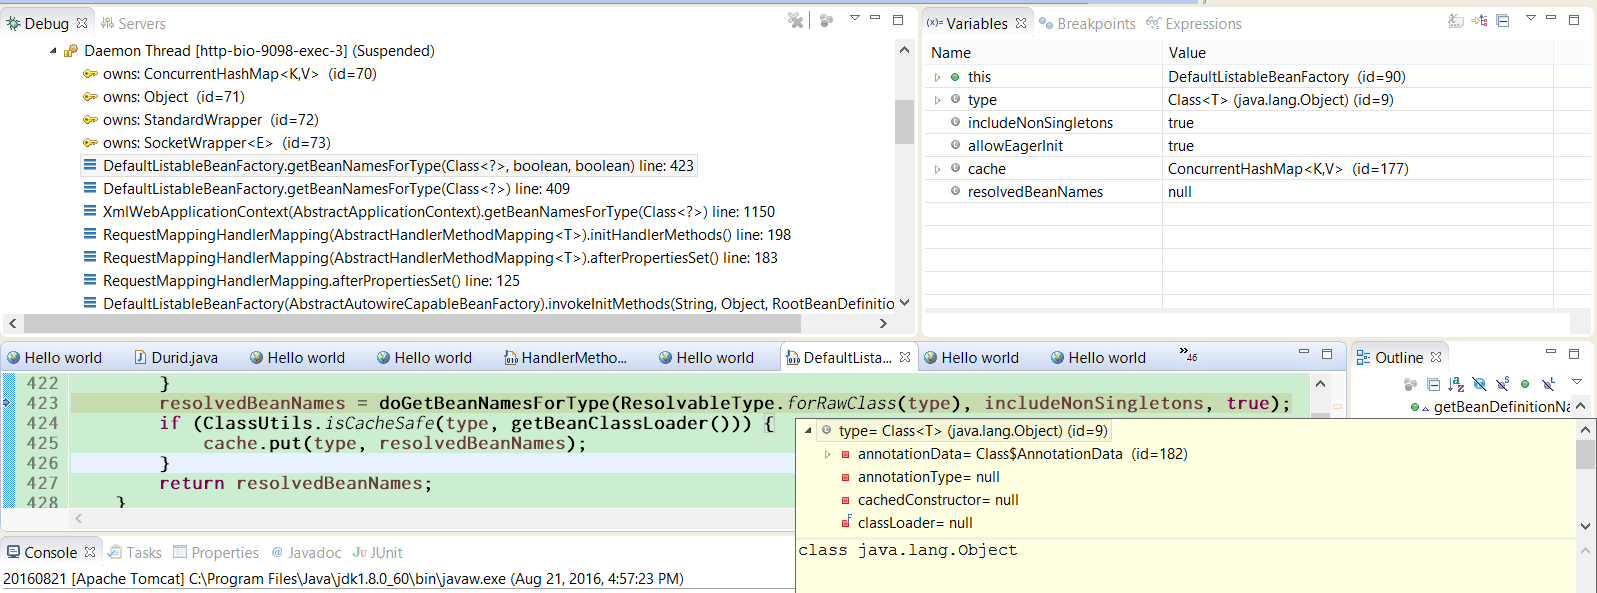 Debug Servers
Daemon Thread [http-bio-9098-exec-3] (Suspended)
owns: ConcurrentHashMap<K,V> (id=70)
owns: Object (id=71)
owns: StandardWrapper (id=72)
owns: SocketWrapper<E> (id=73)
DefaultListableBeanFactory.getBeanNamesForType(Class<?>, boolean, boolean) line: 423
DefaultListableBeanFactory.getBeanNamesForType(Class<?>) line: 409
XmlWebApplicationContext(AbstractApplicationContext).getBeanNamesForType(Class<?>) line: 1150
RequestMappingHandlerMapping(AbstractHandlerMethodMapping<T>).initHandlerMethods() line: 198
RequestMappingHandlerMapping(AbstractHandlerMethodMapping<T>).afterPropertiesSet() line: 183
RequestMappingHandlerMapping.afterPropertiesSet() line: 125
DefaultListableBeanFactory(AbstractAutowireCapableBeanFactory).invokeInitMethods(String, Object, RootBeanDefinitio
(x)= Variables Breakpoints Expressions
Name Value
this DefaultListableBeanFactory (id=90)
type Class<T> (java.lang.Object) (id=9)
includeNonSingletons true
allowEagerInit true
cache ConcurrentHashMap<K,V> (id=177)
resolvedBeanNames null
Hello world Durid.java Hello world Hello world HandlerMetho... Hello world DefaultLista... Hello world Hello world »46
422 }
423 resolvedBeanNames = doGetBeanNamesForType(ResolvableType.forRawClass(type), includeNonSingletons, true);
424 if (ClassUtils.isCacheSafe(type, getBeanClassLoader())) {
425 cache.put(type, resolvedBeanNames);
426 }
427 return resolvedBeanNames;
428 }
Outline
getBeanDefinitionNa
type= Class<T> (java.lang.Object) (id=9)
annotationData= Class$AnnotationData (id=182)
annotationType= null
cachedConstructor= null
classLoader= null
class java.lang.Object
Console Tasks Properties @ Javadoc Ju JUnit
20160821 [Apache Tomcat] C:\Program Files\Java\jdk1.8.0_60\bin\javaw.exe (Aug 21, 2016, 4:57:23 PM)